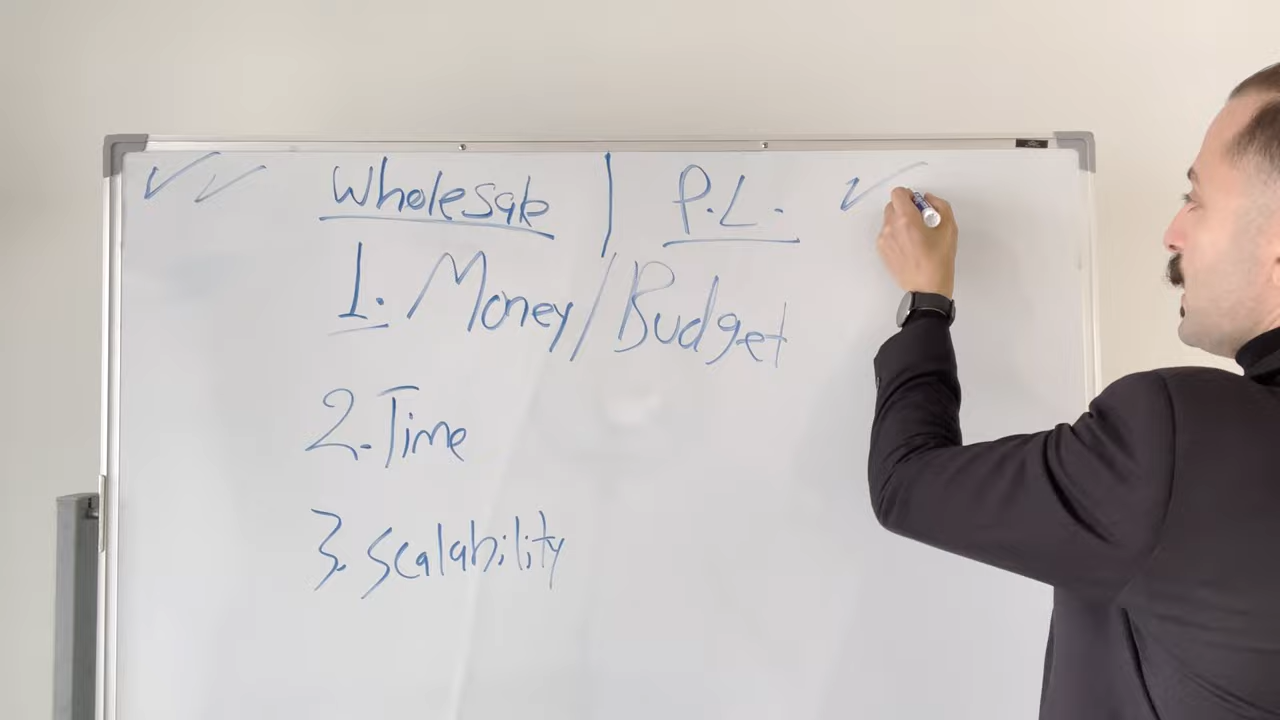 ✓ ✓ Wholesale | P.L. ✓
1. Money/Budget
2. Time
3. Scalability